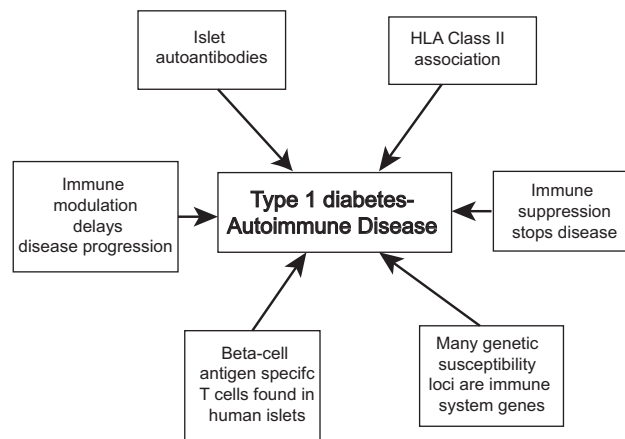 Islet
autoantibodies
HLA Class II
association
Immune
modulation
delays
disease progression
Type 1 diabetes-
Autoimmune Disease
Immune
suppression
stops disease
Beta-cell
antigen specifc
T cells found in
human islets
Many genetic
susceptibility
loci are immune
system genes